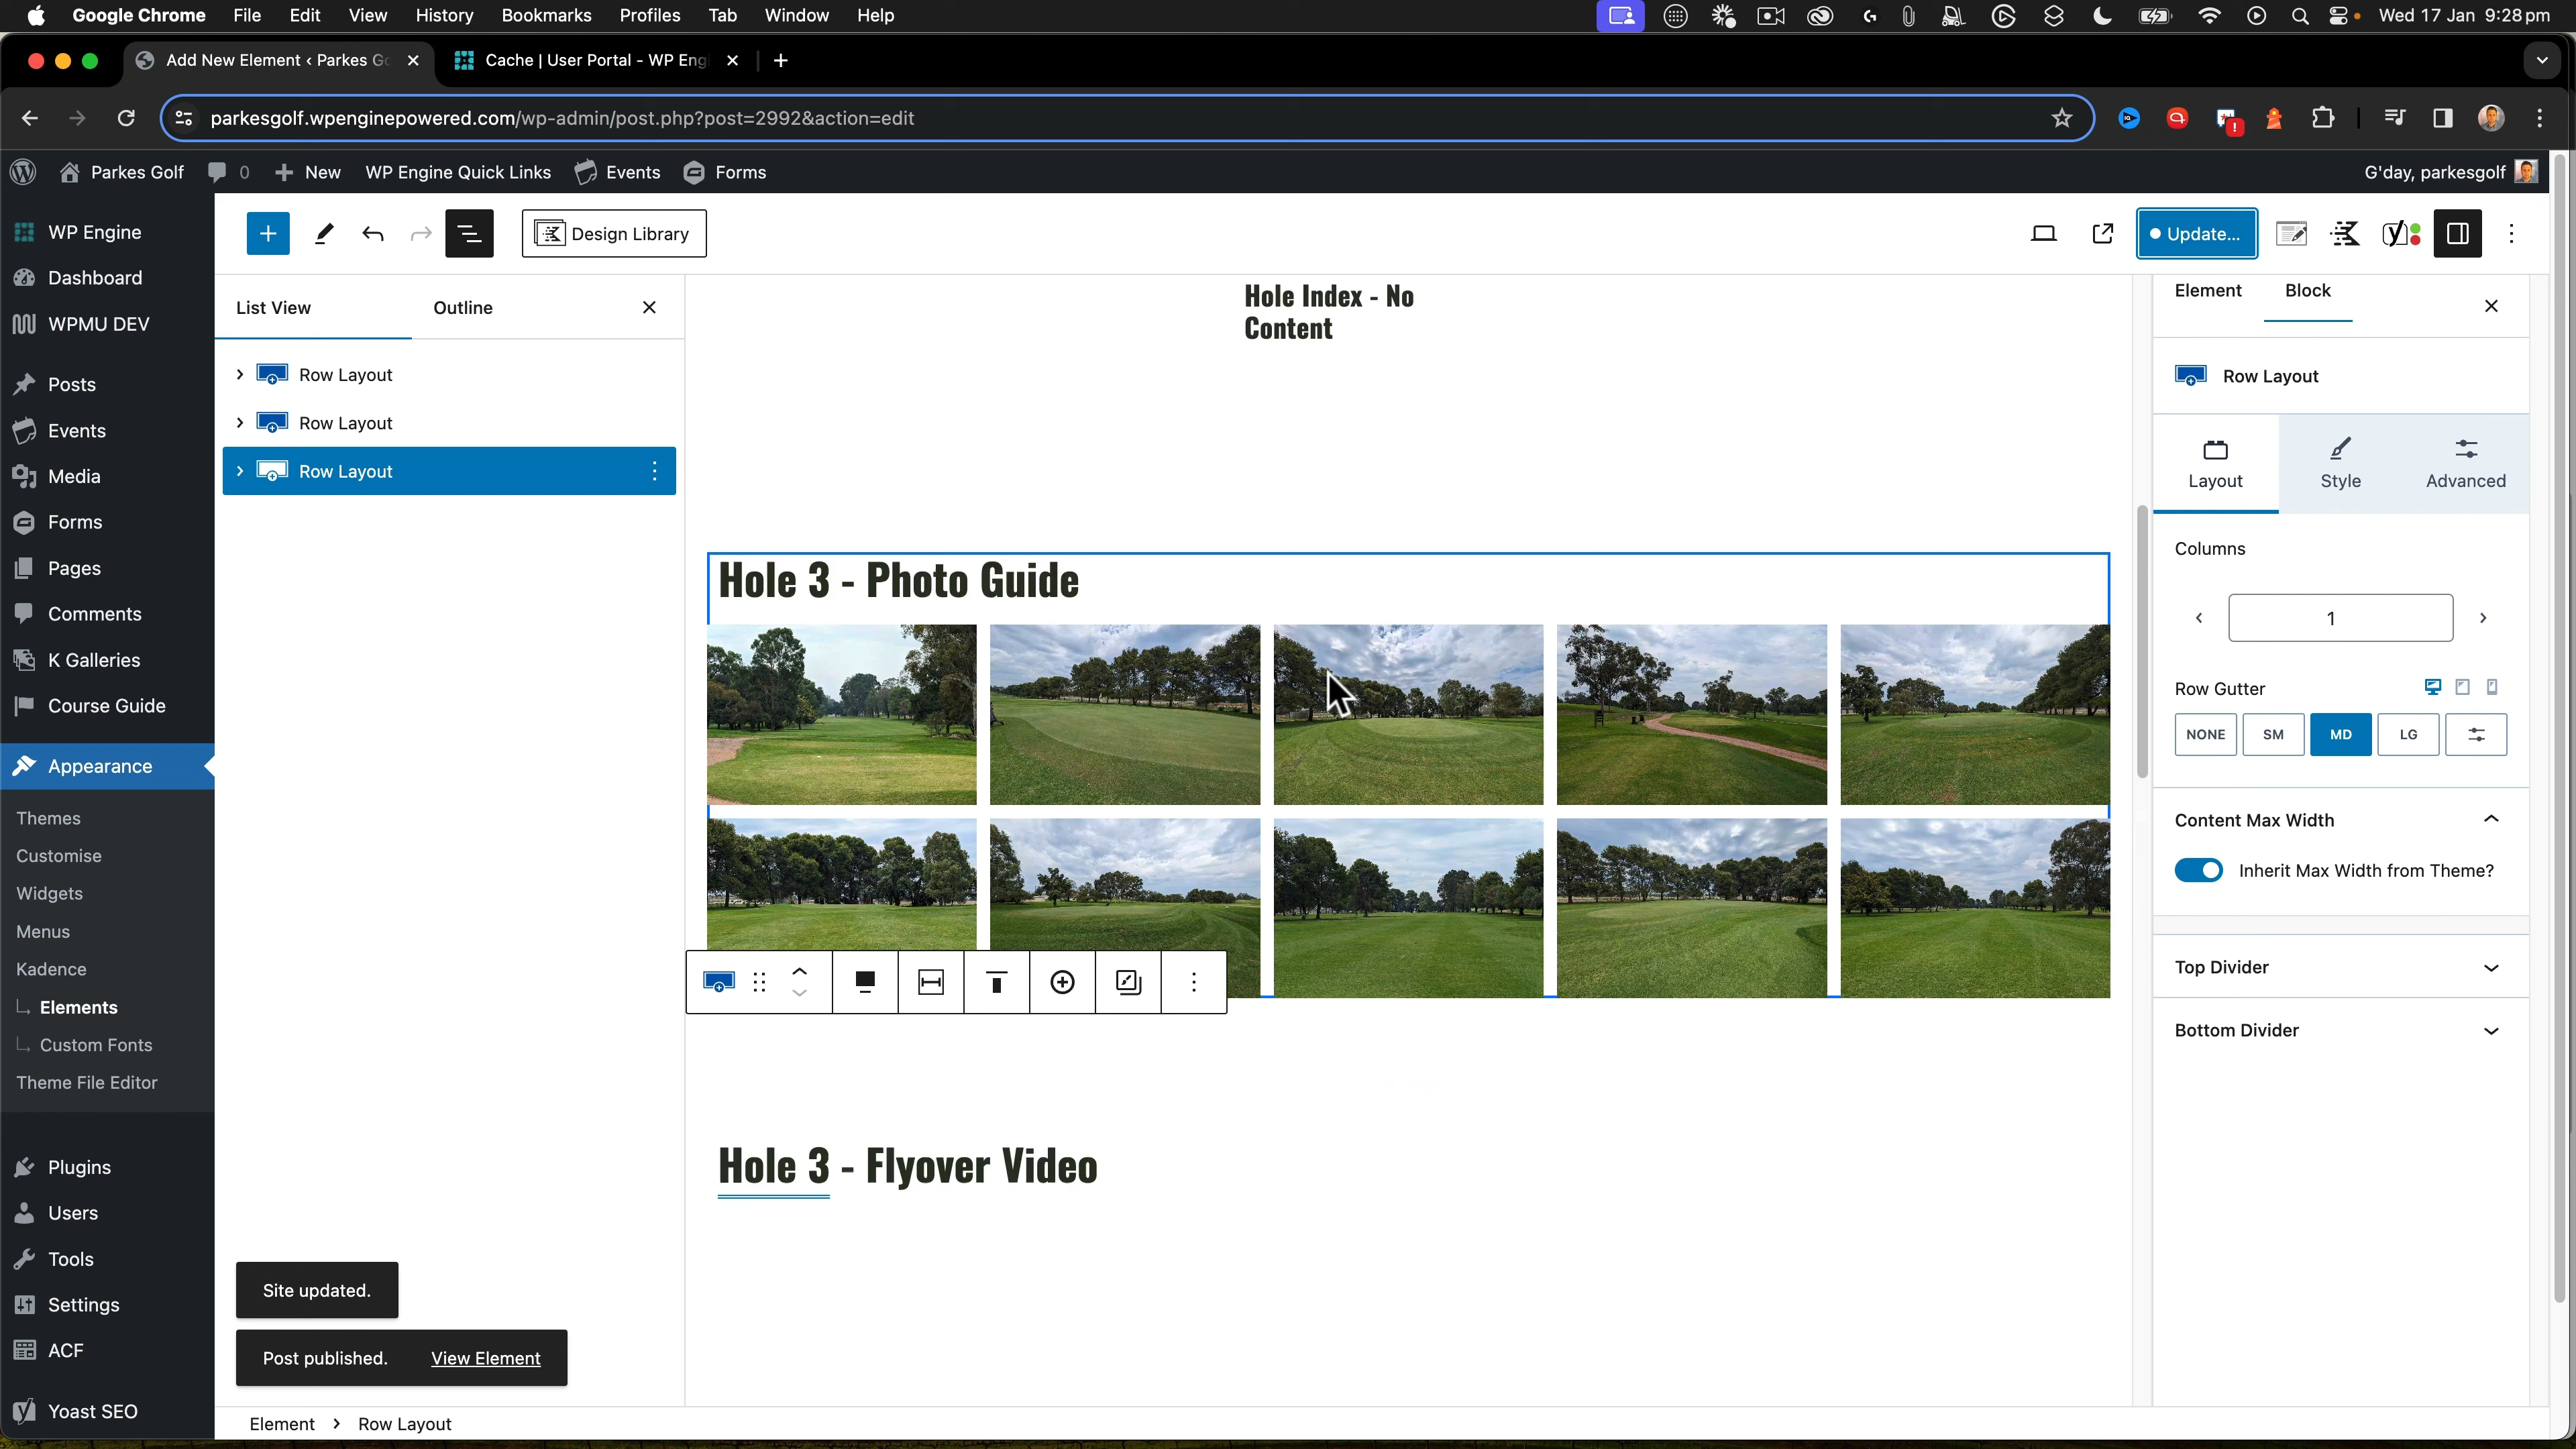 Google Chrome File Edit View History Bookmarks Profiles Tab Window Help Wed 17 Jan 9:28 pm
Add New Element ‹ Parkes Go Cache | User Portal - WP Eng
parkesgolf.wpenginepowered.com/wp-admin/post.php?post=2992&action=edit
Parkes Golf 0 New WP Engine Quick Links Events Forms G'day, parkesgolf
WP Engine
Dashboard
WPMU DEV
Posts
Events
Media
Forms
Pages
Comments
K Galleries
Course Guide
Appearance
Themes
Customise
Widgets
Menus
Kadence
Elements
Custom Fonts
Theme File Editor
Plugins
Users
Tools
Settings
ACF
Yoast SEO
Design Library
Update...
List View Outline
Row Layout
Row Layout
Row Layout
Site updated.
Post published. View Element
Element › Row Layout
Hole Index - No
Content
Hole 3 - Photo Guide
Hole 3 - Flyover Video
Element Block
Row Layout
Layout Style Advanced
Columns
1
Row Gutter
NONE SM MD LG
Content Max Width
Inherit Max Width from Theme?
Top Divider
Bottom Divider